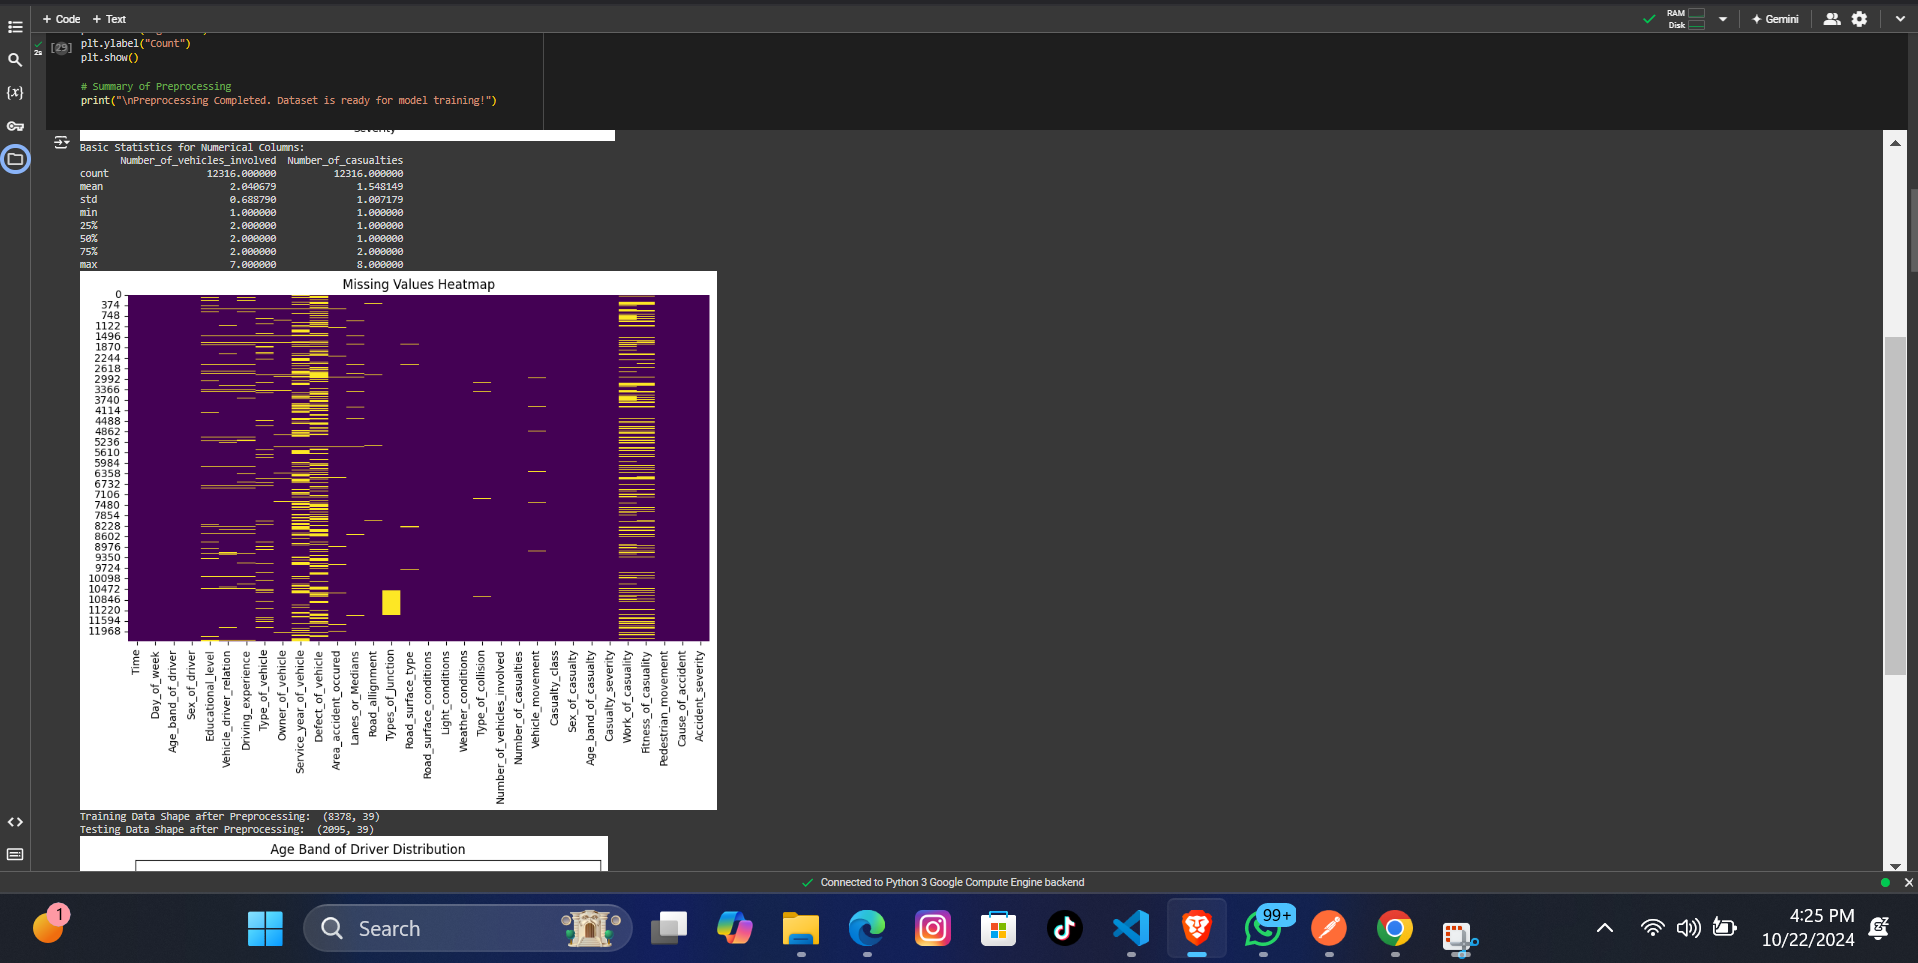 + Code + Text
RAM
Disk
Gemini
[29]
2s
plt.ylabel("Count")
plt.show()
# Summary of Preprocessing
print("\nPreprocessing Completed. Dataset is ready for model training!")
{x}
Severity
Basic Statistics for Numerical Columns:
Number_of_vehicles_involved Number_of_casualties
count 12316.000000 12316.000000
mean 2.040679 1.548149
std 0.688790 1.007179
min 1.000000 1.000000
25% 2.000000 1.000000
50% 2.000000 1.000000
75% 2.000000 2.000000
max 7.000000 8.000000
Missing Values Heatmap
0
374
748
1122
1496
1870
2244
2618
2992
3366
3740
4114
4488
4862
5236
5610
5984
6358
6732
7106
7480
7854
8228
8602
8976
9350
9724
10098
10472
10846
11220
11594
11968
Time
Day_of_week
Age_band_of_driver
Sex_of_driver
Educational_level
Vehicle_driver_relation
Driving_experience
Type_of_vehicle
Owner_of_vehicle
Service_year_of_vehicle
Defect_of_vehicle
Area_accident_occured
Lanes_or_Medians
Road_allignment
Types_of_Junction
Road_surface_type
Road_surface_conditions
Light_conditions
Weather_conditions
Type_of_collision
Number_of_vehicles_involved
Number_of_casualties
Vehicle_movement
Casualty_class
Sex_of_casualty
Age_band_of_casualty
Casualty_severity
Work_of_casuality
Fitness_of_casuality
Pedestrian_movement
Cause_of_accident
Accident_severity
Training Data Shape after Preprocessing: (8378, 39)
Testing Data Shape after Preprocessing: (2095, 39)
Age Band of Driver Distribution
Connected to Python 3 Google Compute Engine backend
1
Search
99+
4:25 PM
10/22/2024